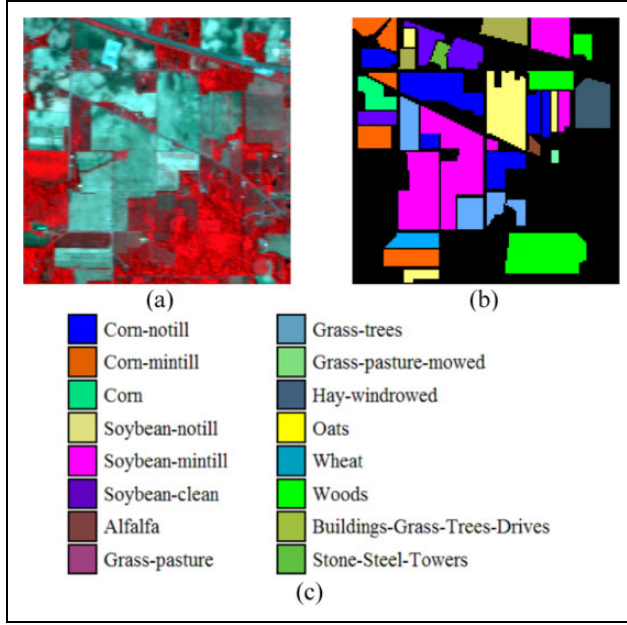 (a) (b)
Corn-notill Grass-trees
Corn-mintill Grass-pasture-mowed
Corn Hay-windrowed
Soybean-notill Oats
Soybean-mintill Wheat
Soybean-clean Woods
Alfalfa Buildings-Grass-Trees-Drives
Grass-pasture Stone-Steel-Towers
(c)